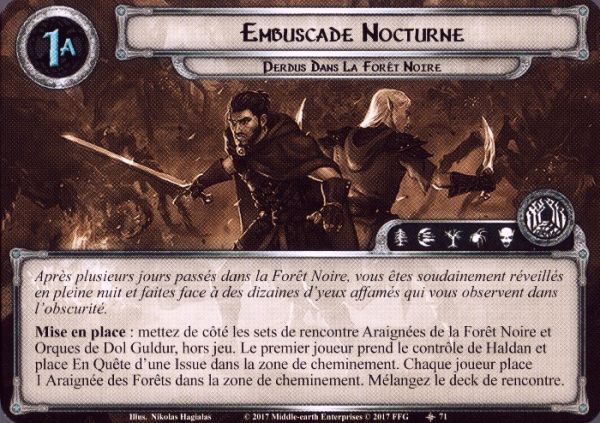 1A
EMBUSCADE NOCTURNE
PERDUS DANS LA FORÊT NOIRE
Après plusieurs jours passés dans la Forêt Noire, vous êtes soudainement réveillés
en pleine nuit et faites face à des dizaines d'yeux affamés qui vous observent dans
l'obscurité.
Mise en place : mettez de côté les sets de rencontre Araignées de la Forêt Noire et
Orques de Dol Guldur, hors jeu. Le premier joueur prend le contrôle de Haldan et
place En Quête d'une Issue dans la zone de cheminement. Chaque joueur place
1 Araignée des Forêts dans la zone de cheminement. Mélangez le deck de rencontre.
Illus. Nikolas Hagialas © 2017 Middle-earth Enterprises © 2017 FFG 71